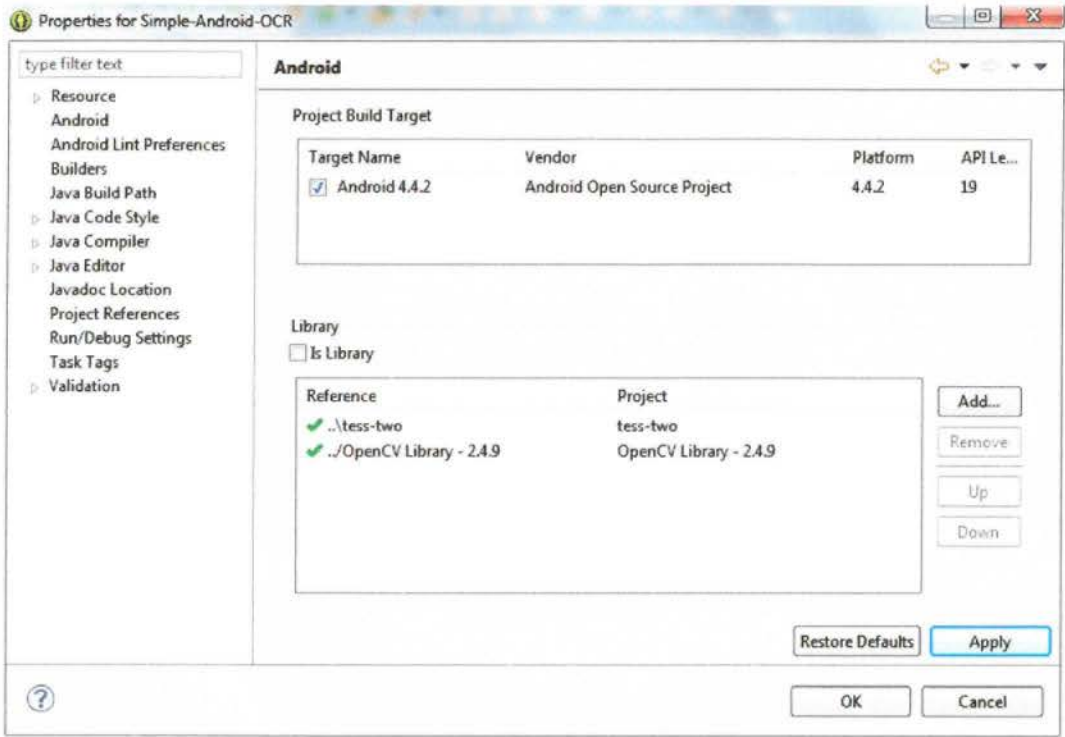 Properties for Simple-Android-OCR
type filter text
Resource
Android
Android Lint Preferences
Builders
Java Build Path
Java Code Style
Java Compiler
Java Editor
Javadoc Location
Project References
Run/Debug Settings
Task Tags
Validation
Android
Project Build Target
Target Name Vendor Platform API Le...
Android 4.4.2 Android Open Source Project 4.4.2 19
Library
Is Library
Reference Project
..\tess-two tess-two
../OpenCV Library - 2.4.9 OpenCV Library - 2.4.9
Add...
Remove
Up
Down
Restore Defaults Apply
? OK Cancel